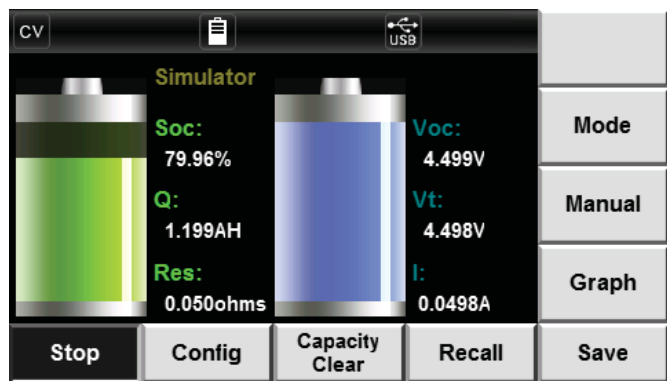 CV
USB
Simulator
Soc:
79.96%
Q:
1.199AH
Res:
0.050ohms
Voc:
4.499V
Vt:
4.498V
I:
0.0498A
Mode
Manual
Graph
Stop
Config
Capacity
Clear
Recall
Save